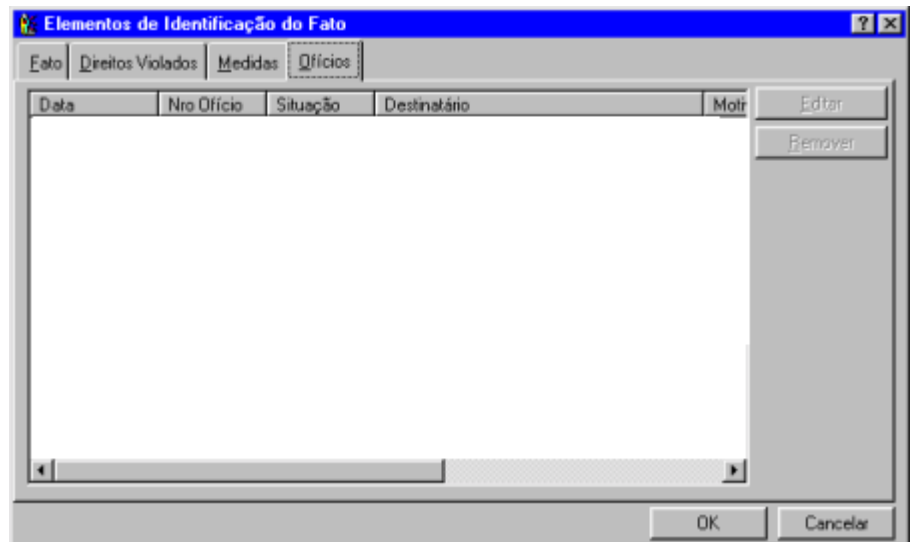 Elementos de Identificação do Fato
Fato Direitos Violados Medidas Ofícios
Data Nro Ofício Situação Destinatário Motiv
Editar
Remover
OK Cancelar